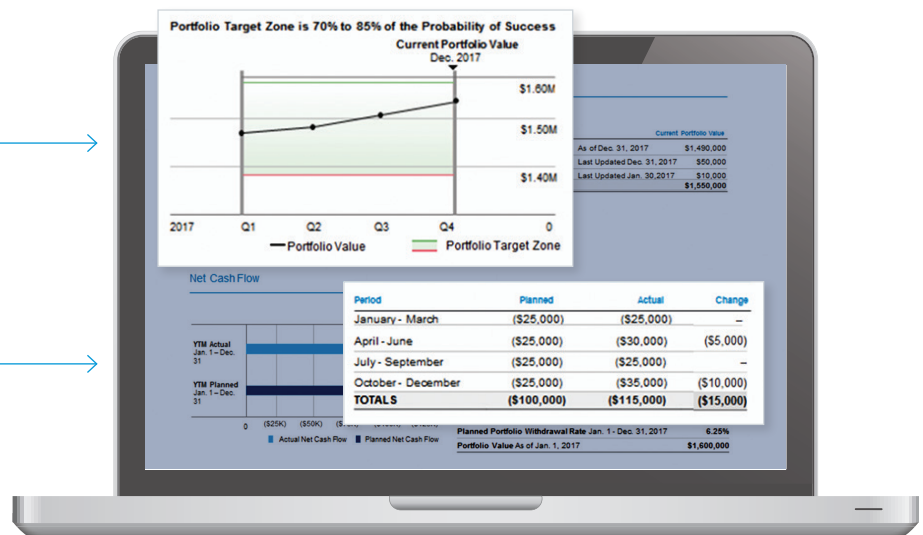 Portfolio Target Zone is 70% to 85% of the Probability of Success
Current Portfolio Value
Dec. 2017
$1.60M
$1.50M
$1.40M
2017 Q1 Q2 Q3 Q4 0
Portfolio Value Portfolio Target Zone
Current Portfolio Value
As of Dec. 31, 2017 $1,490,000
Last Updated Dec. 31, 2017 $50,000
Last Updated Jan. 30,2017 $10,000
$1,550,000
Net Cash Flow
Period Planned Actual Change
January - March ($25,000) ($25,000) –
April - June ($25,000) ($30,000) ($5,000)
July - September ($25,000) ($25,000) –
October - December ($25,000) ($35,000) ($10,000)
TOTALS ($100,000) ($115,000) ($15,000)
YTM Actual
Jan. 1 – Dec.
31
YTM Planned
Jan. 1 – Dec.
31
0 ($25K) ($50K)
Actual Net Cash Flow Planned Net Cash Flow
Planned Portfolio Withdrawal Rate Jan. 1 - Dec. 31, 2017 6.25%
Portfolio Value As of Jan. 1, 2017 $1,600,000